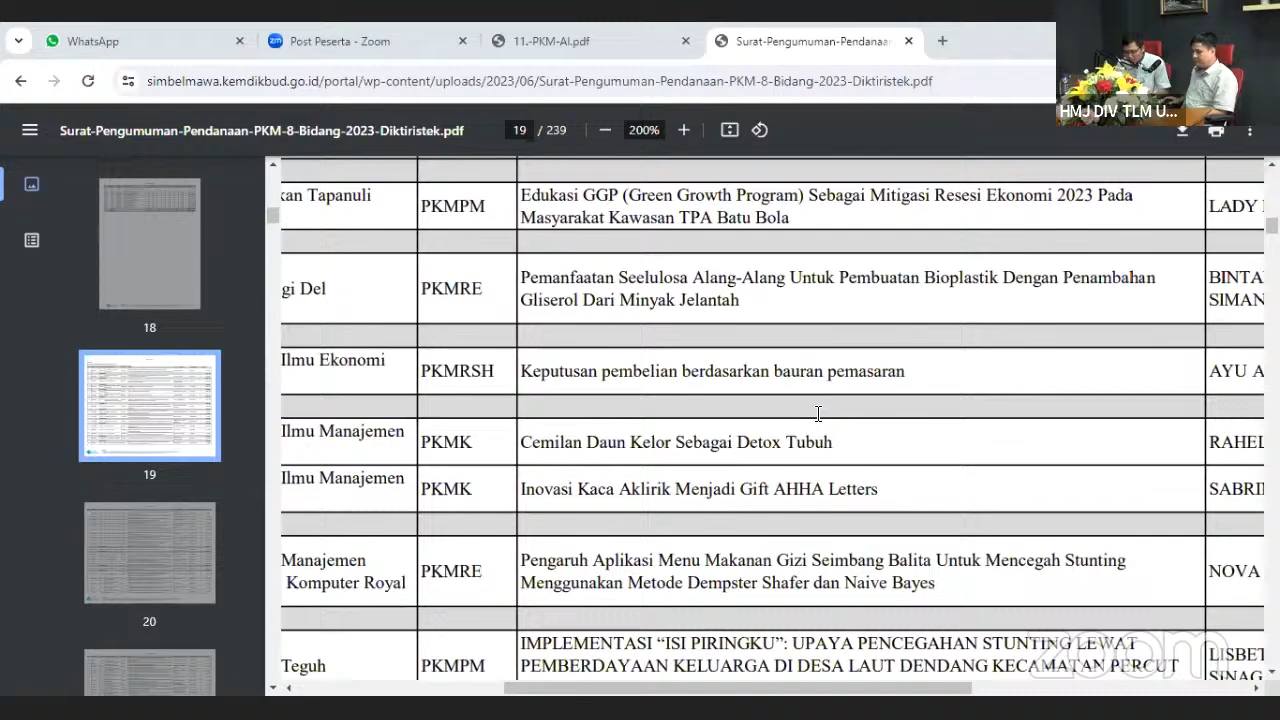 WhatsApp
Post Peserta - Zoom
11.-PKM-AI.pdf
Surat-Pengumuman-Pendanaan
simbelmawa.kemdikbud.go.id/portal/wp-content/uploads/2023/06/Surat-Pengumuman-Pendanaan-PKM-8-Bidang-2023-Diktiristek.pdf
HMJ DIV TLM U...
Surat-Pengumuman-Pendanaan-PKM-8-Bidang-2023-Diktiristek.pdf
19 / 239
200%
18
19
20
kan Tapanuli PKMPM Edukasi GGP (Green Growth Program) Sebagai Mitigasi Resesi Ekonomi 2023 Pada LADY
Masyarakat Kawasan TPA Batu Bola
gi Del PKMRE Pemanfaatan Seelulosa Alang-Alang Untuk Pembuatan Bioplastik Dengan Penambahan BINTA
Gliserol Dari Minyak Jelantah SIMAN
Ilmu Ekonomi PKMRSH Keputusan pembelian berdasarkan bauran pemasaran AYU A
Ilmu Manajemen PKMK Cemilan Daun Kelor Sebagai Detox Tubuh RAHEL
Ilmu Manajemen PKMK Inovasi Kaca Aklirik Menjadi Gift AHHA Letters SABRI
Manajemen PKMRE Pengaruh Aplikasi Menu Makanan Gizi Seimbang Balita Untuk Mencegah Stunting NOVA
Komputer Royal Menggunakan Metode Dempster Shafer dan Naive Bayes
IMPLEMENTASI “ISI PIRINGKU”: UPAYA PENCEGAHAN STUNTING LEWAT LISBET
Teguh PKMPM PEMBERDAYAAN KELUARGA DI DESA LAUT DENDANG KECAMATAN PERCUT SINAG
zoom